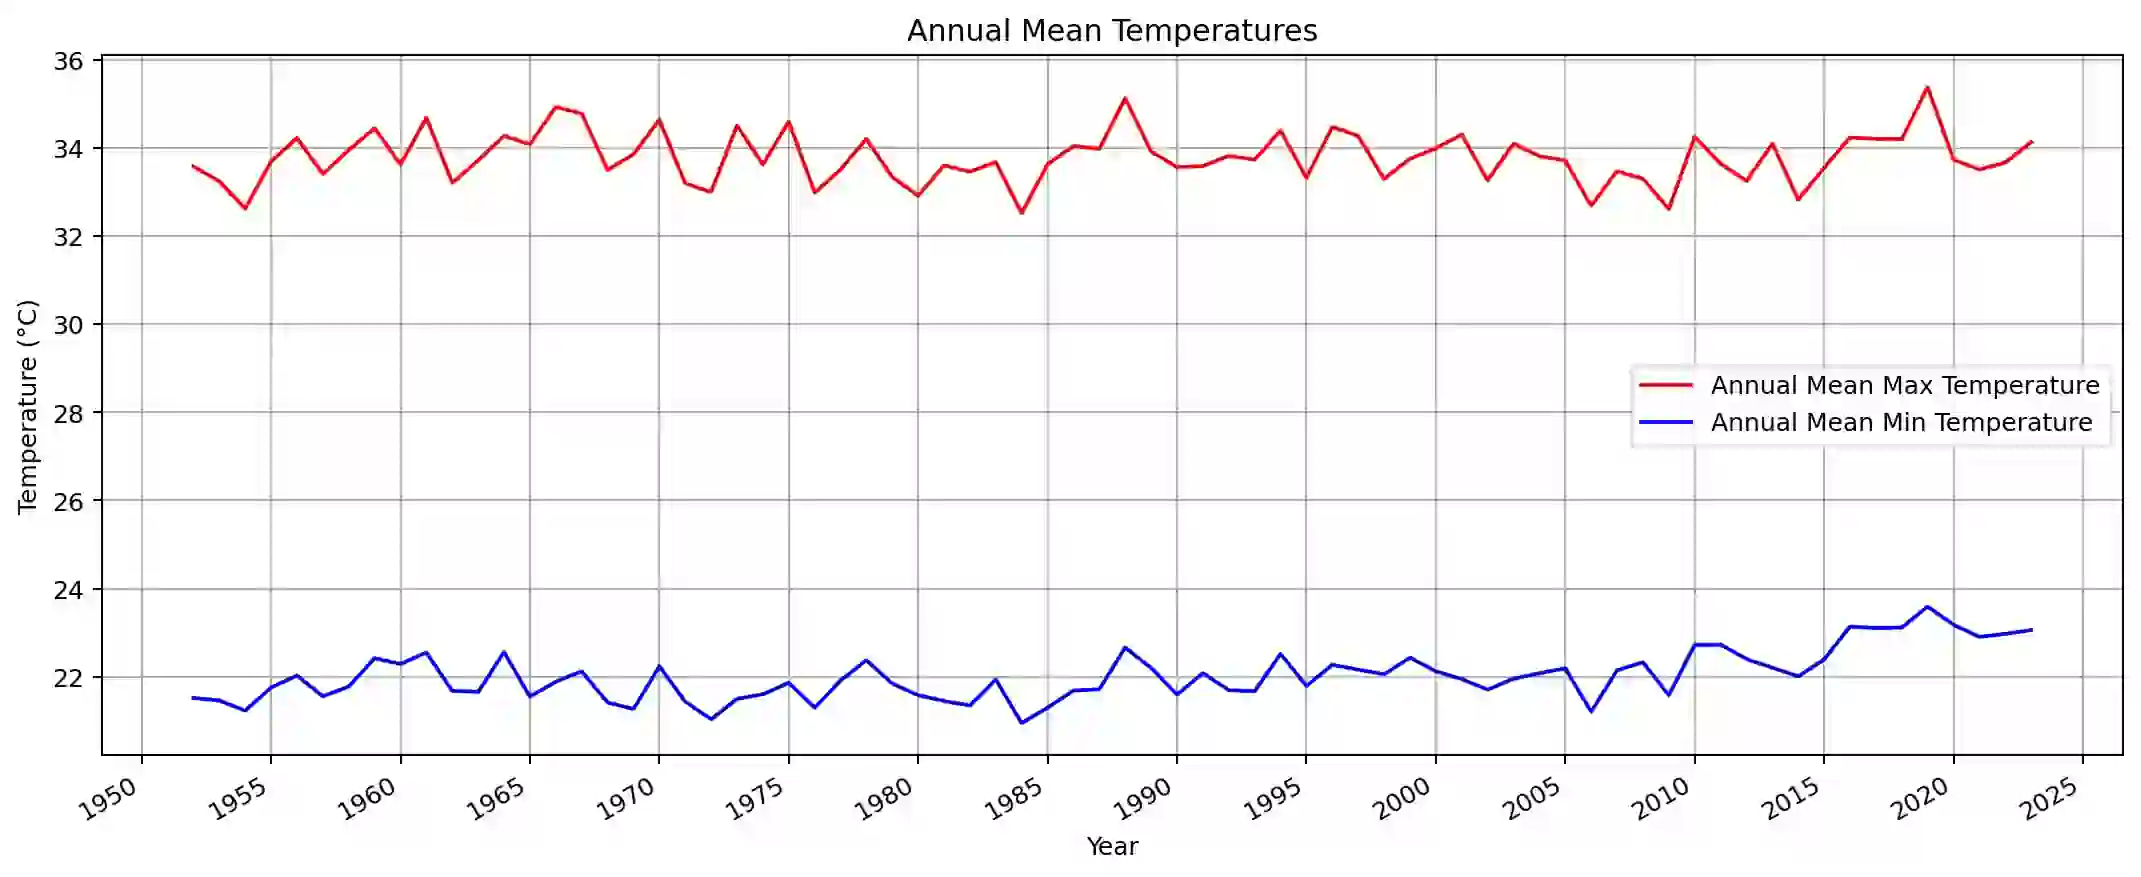 Annual Mean Temperatures
36
34
32
30
28
26
24
22
Temperature (°C)
Annual Mean Max Temperature
Annual Mean Min Temperature
1950 1955 1960 1965 1970 1975 1980 1985 1990 1995 2000 2005 2010 2015 2020 2025
Year